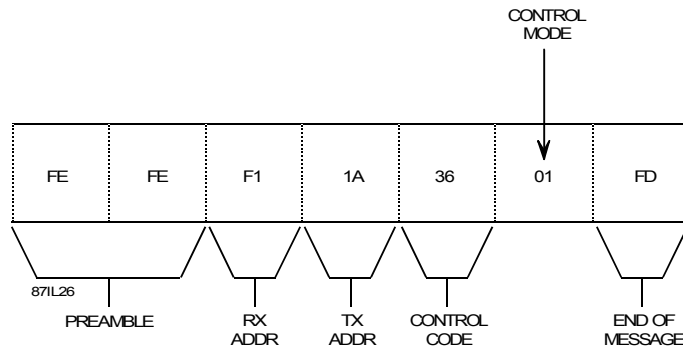 CONTROL
MODE
FE FE F1 1A 36 01 FD
87IL26
PREAMBLE
RX
ADDR
TX
ADDR
CONTROL
CODE
END OF
MESSAGE